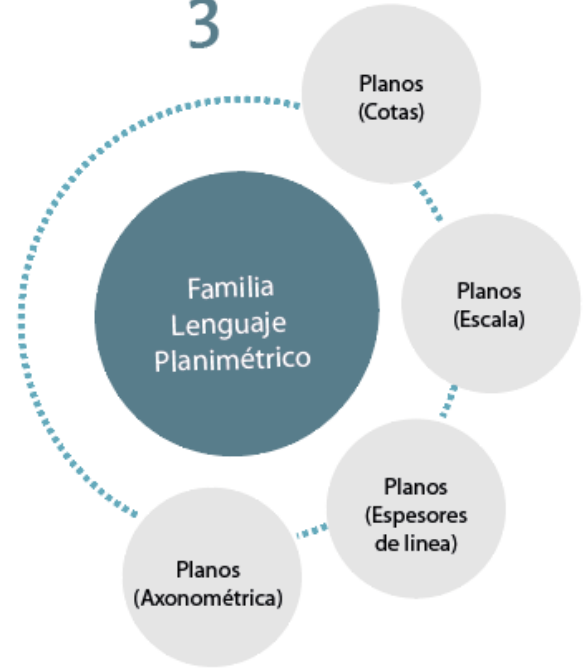 3
Planos
(Cotas)
Familia
Lenguaje
Planimétrico
Planos
(Escala)
Planos
(Espesores
de linea)
Planos
(Axonométrica)